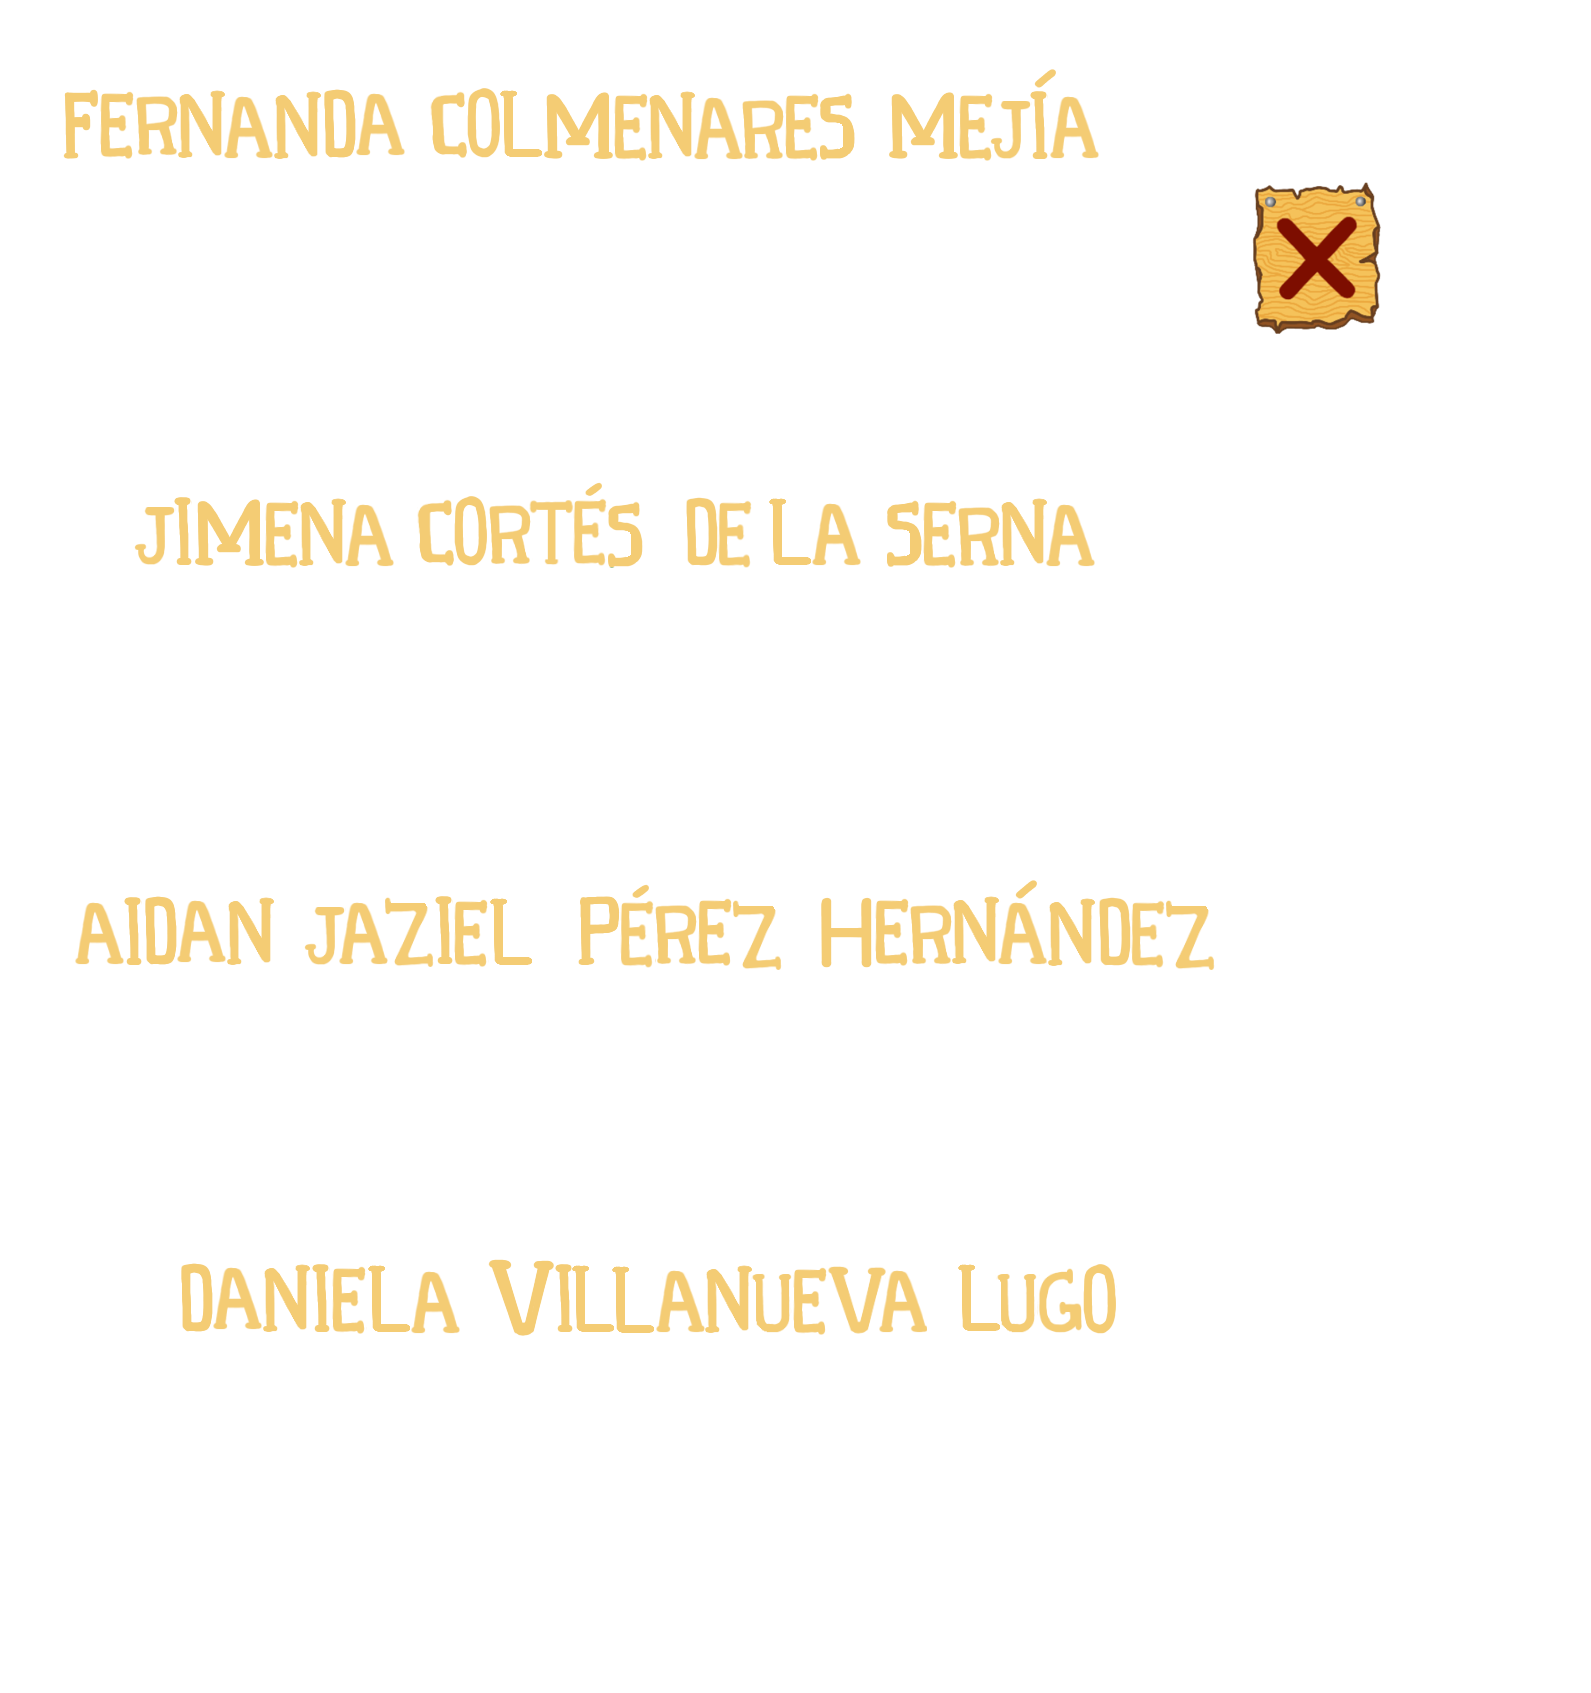 FERNANDA COLMENARES MEJÍA
JIMENA CORTÉS DE LA SERNA
AIDAN JAZIEL PÉREZ HERNÁNDEZ
DANIELA VILLANUEVA LUGO